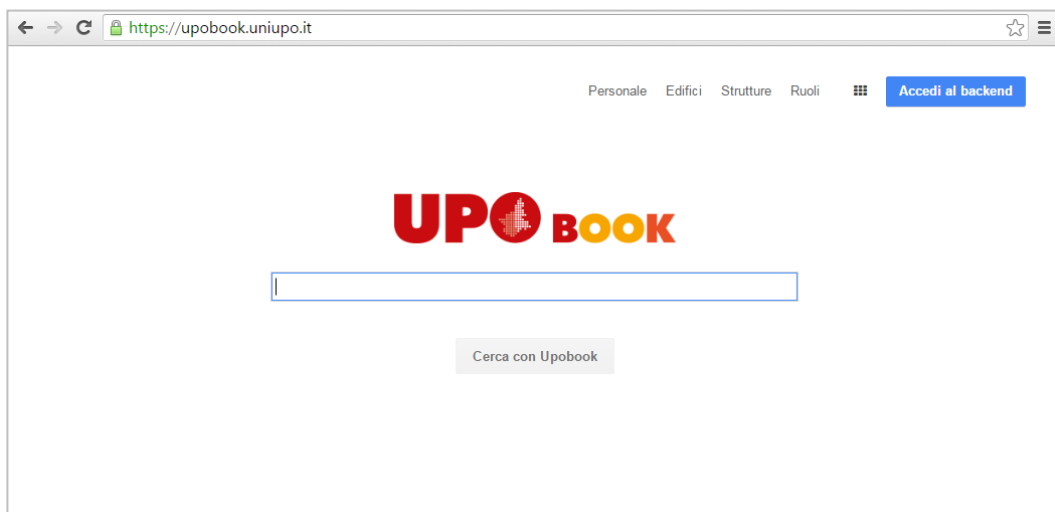 https://upobook.uniupo.it
Personale Edifici Strutture Ruoli Accedi al backend
UPO BOOK
Cerca con Upobook